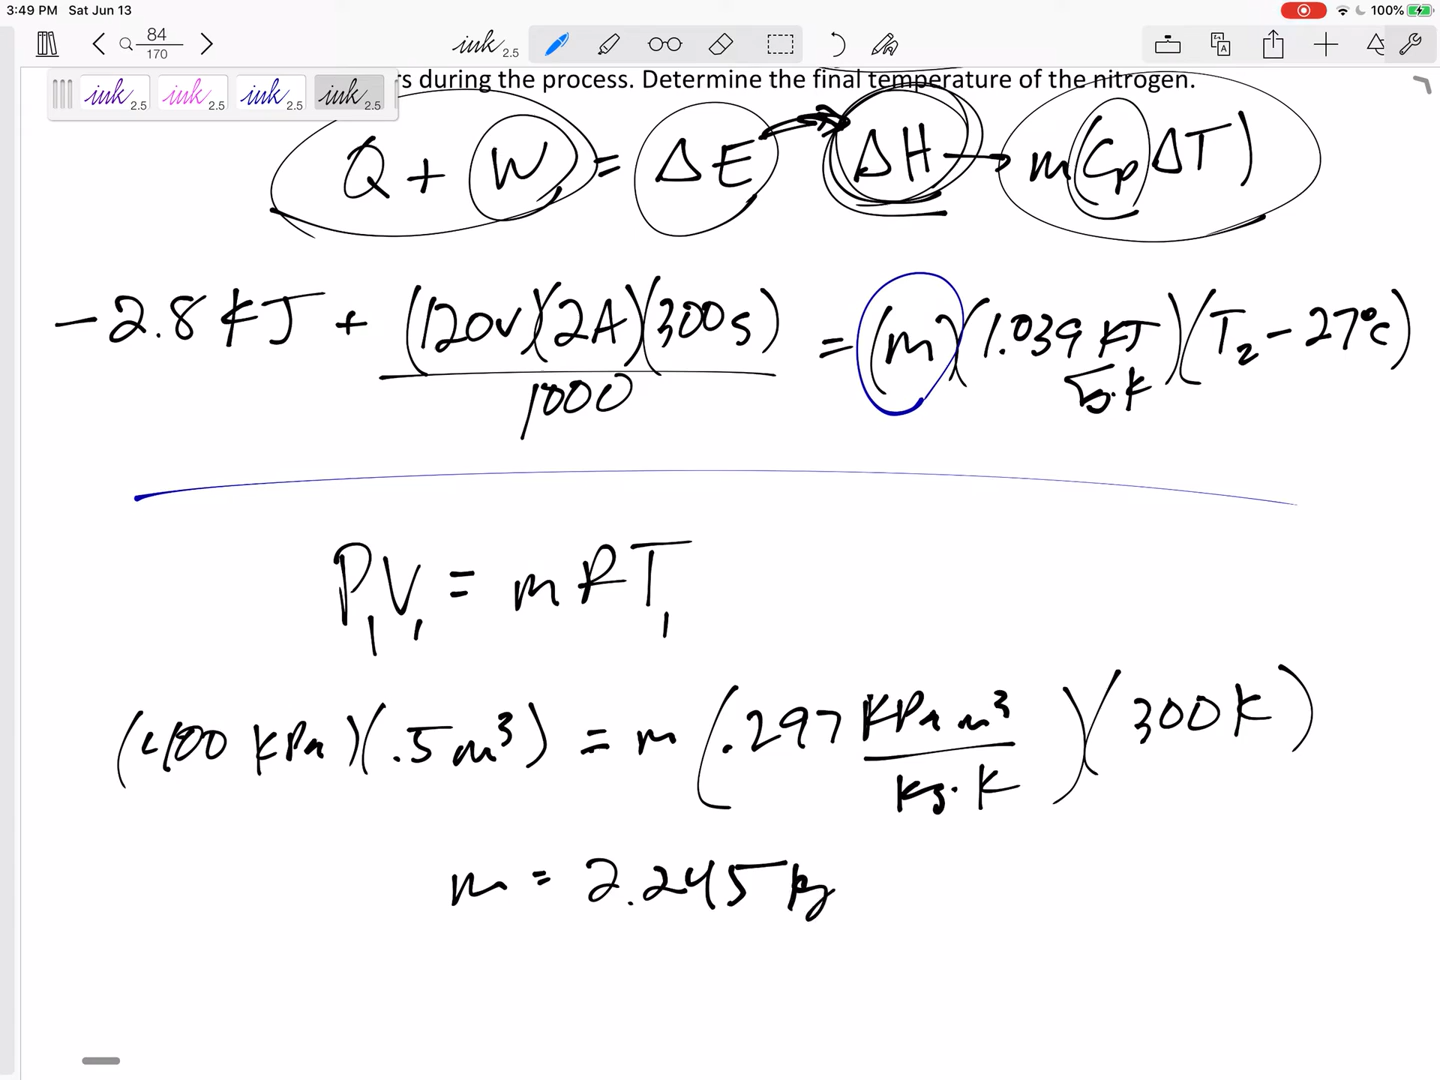 3:49 PM Sat Jun 13
100%
84
170
ink 2.5
ink 2.5 ink 2.5 ink 2.5 ink 2.5
rs during the process. Determine the final temperature of the nitrogen.
Q + W = ΔE → ΔH → m(Cp ΔT)
-2.8 KJ + (120V)(2A)(300s) / 1000 = (m)(1.039 KJ / kg·K)(T₂ - 27°C)
P₁V₁ = mRT₁
(400 KPa)(.5 m³) = m (.297 KPa m³ / kg·K)(300K)
m = 2.245 kg